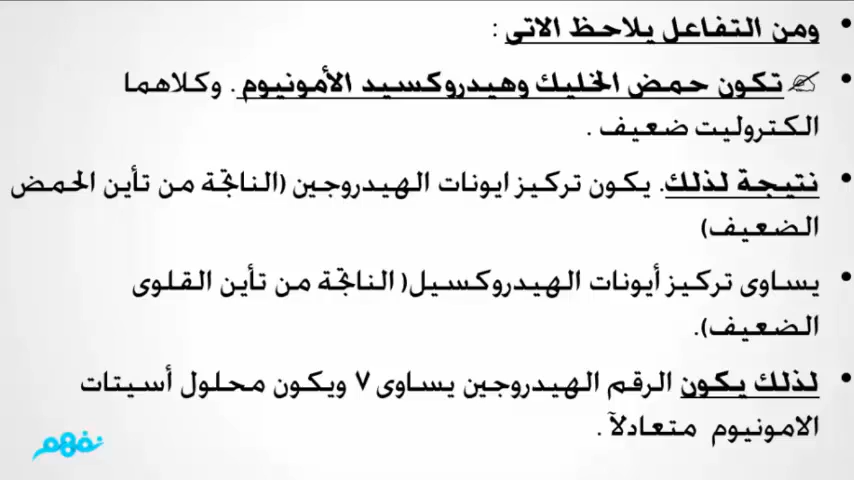 ومن التفاعل يلاحظ الاتى :
تكون حمض الخليك وهيدروكسيد الأمونيوم . وكلاهما
الكتروليت ضعيف .
نتيجة لذلك. يكون تركيز ايونات الهيدروجين (الناتجة من تأين الحمض
الضعيف)
يساوى تركيز أيونات الهيدروكسيل( الناتجة من تأين القلوى
الضعيف).
لذلك يكون الرقم الهيدروجين يساوى ٧ ويكون محلول أسيتات
الامونيوم متعادلآ .
نفهم